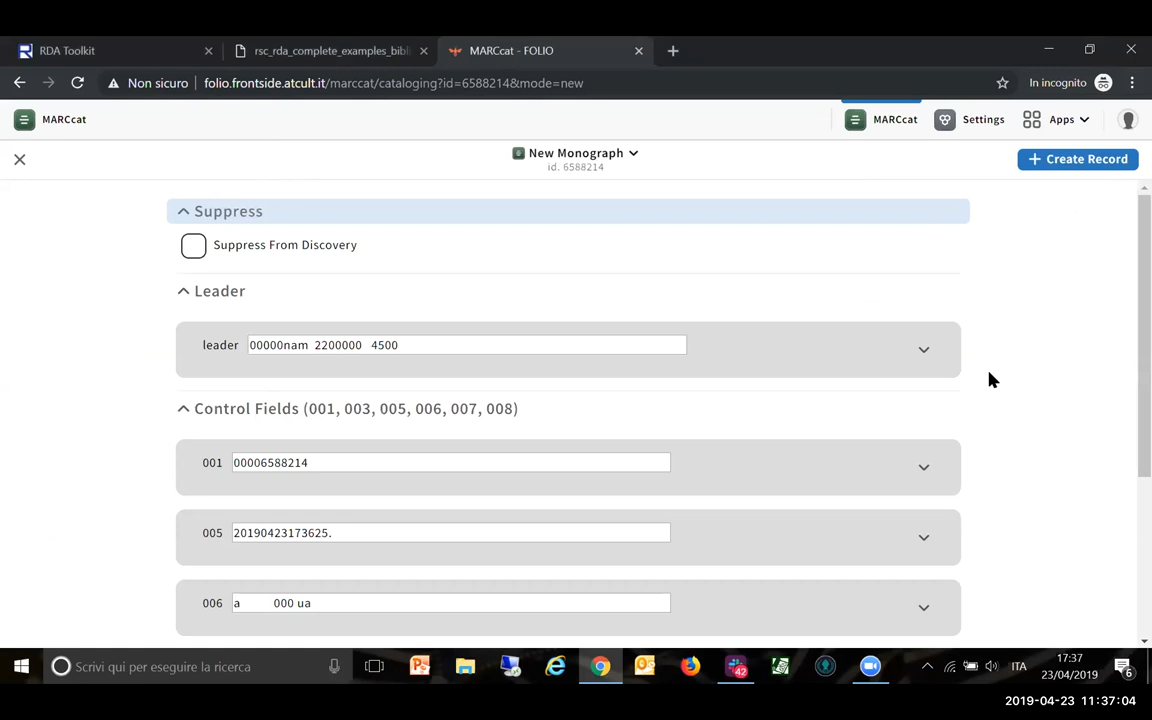 RDA Toolkit
rsc_rda_complete_examples_bibl
MARCcat - FOLIO
Non sicuro
folio.frontside.atcult.it/marccat/cataloging?id=6588214&mode=new
In incognito
MARCcat
MARCcat
Settings
Apps
New Monograph
id. 6588214
+ Create Record
Suppress
Suppress From Discovery
Leader
leader 00000nam 2200000 4500
Control Fields (001, 003, 005, 006, 007, 008)
001 00006588214
005 20190423173625.
006 a 000 ua
Scrivi qui per eseguire la ricerca
42
ITA
17:37
23/04/2019
6
2019-04-23 11:37:04